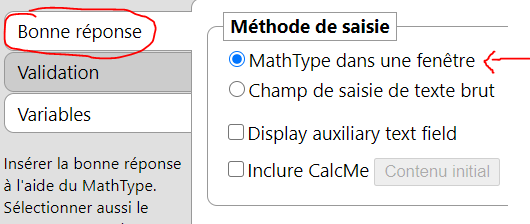 Bonne réponse
Validation
Variables
Insérer la bonne réponse
à l'aide du MathType.
Sélectionner aussi le
Méthode de saisie
MathType dans une fenêtre
Champ de saisie de texte brut
Display auxiliary text field
Inclure CalcMe Contenu initial